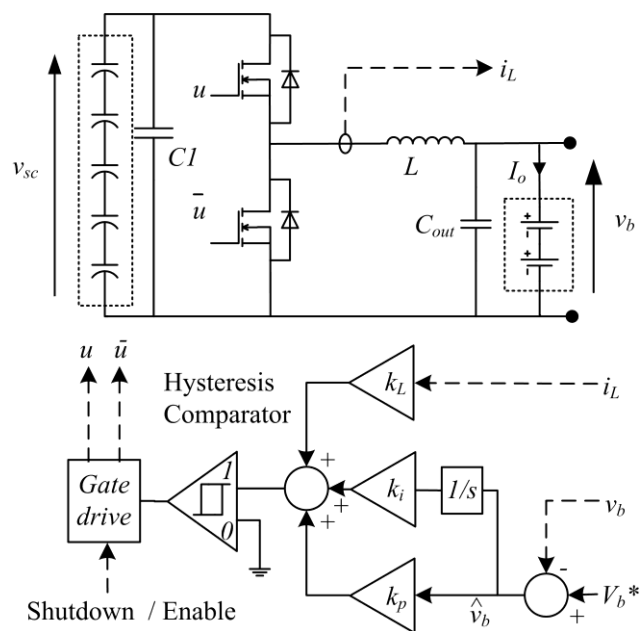 i_L
u
v_sc
C1
L
I_o
ū
C_out
v_b
+
-
+
-
u ū
Hysteresis
Comparator
k_L
i_L
+
Gate
drive
1
0
+
+
k_i
1/s
v_b
-
k_p
v̂_b
V_b*
+
Shutdown / Enable